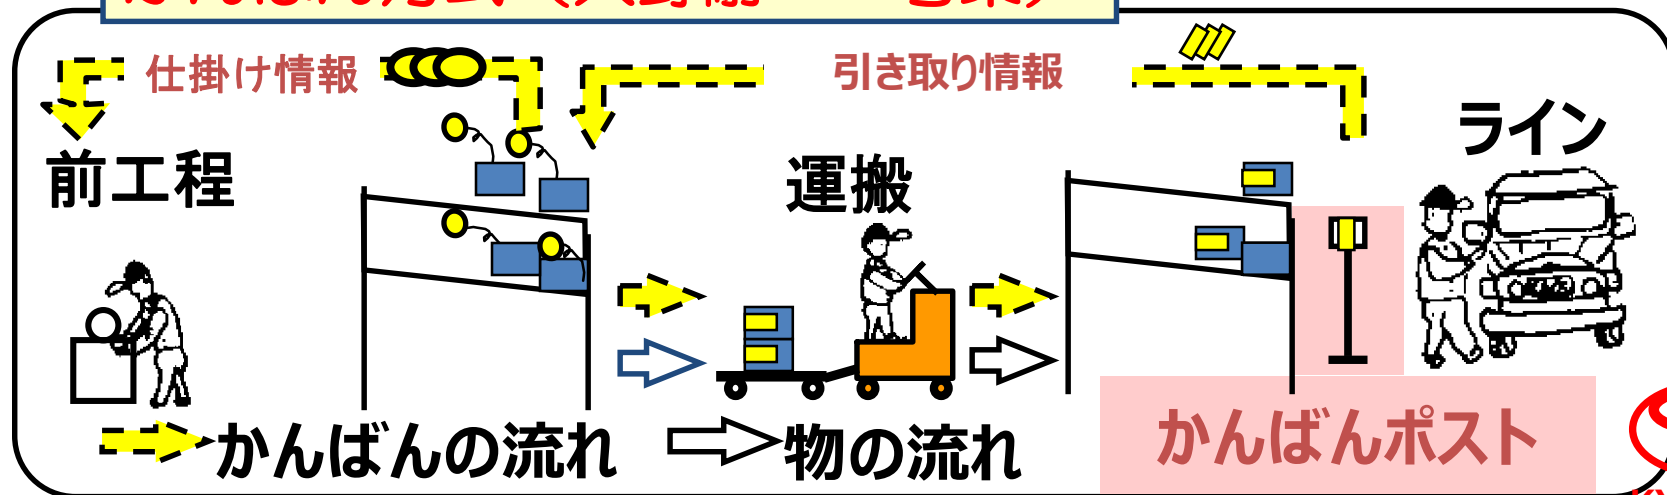 仕掛け情報
引き取り情報
ライン
前工程
運搬
かんばんの流れ
物の流れ
かんばんポスト